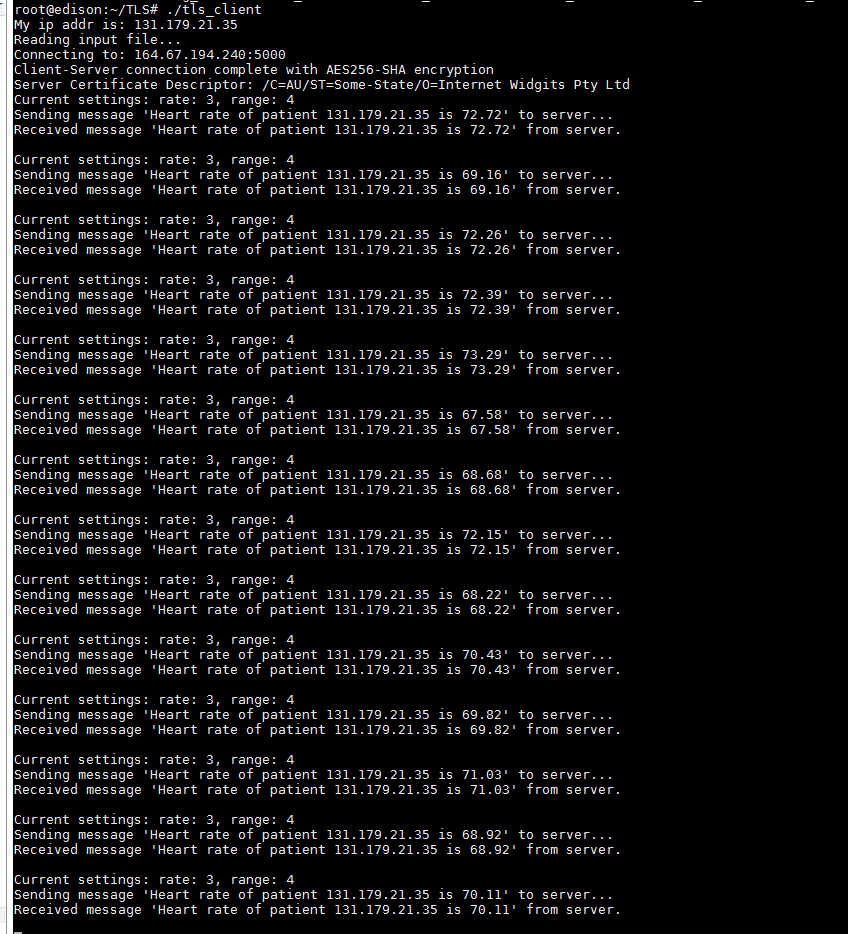 root@edison:~/TLS# ./tls_client
My ip addr is: 131.179.21.35
Reading input file...
Connecting to: 164.67.194.240:5000
Client-Server connection complete with AES256-SHA encryption
Server Certificate Descriptor: /C=AU/ST=Some-State/O=Internet Widgits Pty Ltd
Current settings: rate: 3, range: 4
Sending message 'Heart rate of patient 131.179.21.35 is 72.72' to server...
Received message 'Heart rate of patient 131.179.21.35 is 72.72' from server.

Current settings: rate: 3, range: 4
Sending message 'Heart rate of patient 131.179.21.35 is 69.16' to server...
Received message 'Heart rate of patient 131.179.21.35 is 69.16' from server.

Current settings: rate: 3, range: 4
Sending message 'Heart rate of patient 131.179.21.35 is 72.26' to server...
Received message 'Heart rate of patient 131.179.21.35 is 72.26' from server.

Current settings: rate: 3, range: 4
Sending message 'Heart rate of patient 131.179.21.35 is 72.39' to server...
Received message 'Heart rate of patient 131.179.21.35 is 72.39' from server.

Current settings: rate: 3, range: 4
Sending message 'Heart rate of patient 131.179.21.35 is 73.29' to server...
Received message 'Heart rate of patient 131.179.21.35 is 73.29' from server.

Current settings: rate: 3, range: 4
Sending message 'Heart rate of patient 131.179.21.35 is 67.58' to server...
Received message 'Heart rate of patient 131.179.21.35 is 67.58' from server.

Current settings: rate: 3, range: 4
Sending message 'Heart rate of patient 131.179.21.35 is 68.68' to server...
Received message 'Heart rate of patient 131.179.21.35 is 68.68' from server.

Current settings: rate: 3, range: 4
Sending message 'Heart rate of patient 131.179.21.35 is 72.15' to server...
Received message 'Heart rate of patient 131.179.21.35 is 72.15' from server.

Current settings: rate: 3, range: 4
Sending message 'Heart rate of patient 131.179.21.35 is 68.22' to server...
Received message 'Heart rate of patient 131.179.21.35 is 68.22' from server.

Current settings: rate: 3, range: 4
Sending message 'Heart rate of patient 131.179.21.35 is 70.43' to server...
Received message 'Heart rate of patient 131.179.21.35 is 70.43' from server.

Current settings: rate: 3, range: 4
Sending message 'Heart rate of patient 131.179.21.35 is 69.82' to server...
Received message 'Heart rate of patient 131.179.21.35 is 69.82' from server.

Current settings: rate: 3, range: 4
Sending message 'Heart rate of patient 131.179.21.35 is 71.03' to server...
Received message 'Heart rate of patient 131.179.21.35 is 71.03' from server.

Current settings: rate: 3, range: 4
Sending message 'Heart rate of patient 131.179.21.35 is 68.92' to server...
Received message 'Heart rate of patient 131.179.21.35 is 68.92' from server.

Current settings: rate: 3, range: 4
Sending message 'Heart rate of patient 131.179.21.35 is 70.11' to server...
Received message 'Heart rate of patient 131.179.21.35 is 70.11' from server.